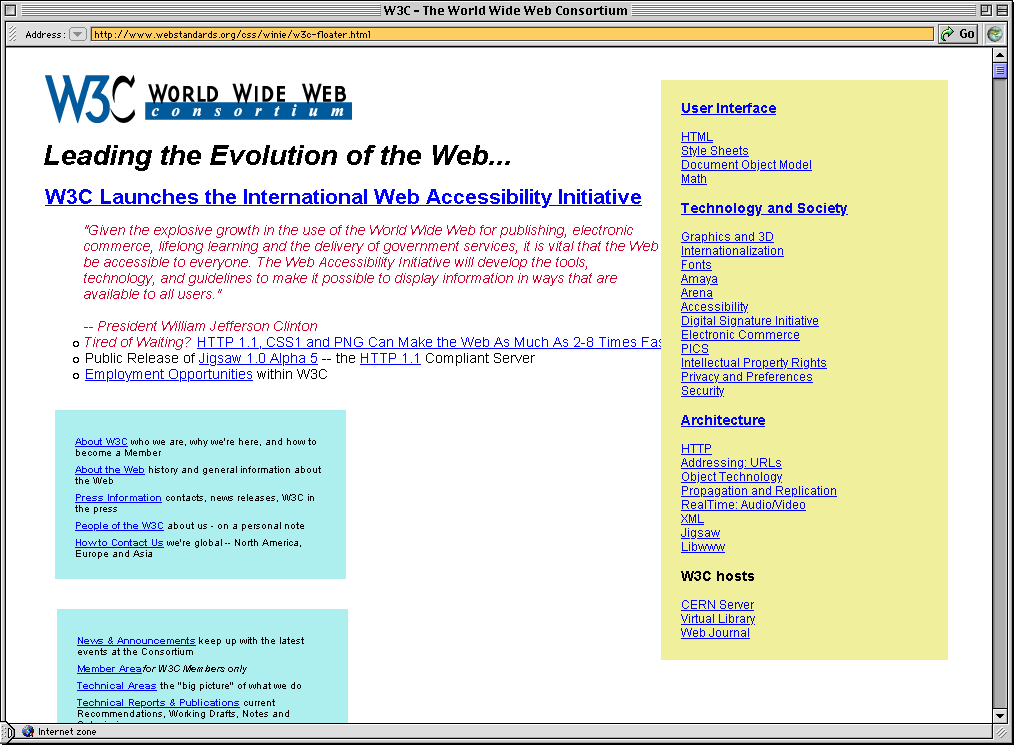 W3C - The World Wide Web Consortium
Address: http://www.webstandards.org/css/winie/w3c-floater.html Go
W3C WORLD WIDE WEB
consortium
Leading the Evolution of the Web...
W3C Launches the International Web Accessibility Initiative
"Given the explosive growth in the use of the World Wide Web for publishing, electronic
commerce, lifelong learning and the delivery of government services, it is vital that the Web
be accessible to everyone. The Web Accessibility Initiative will develop the tools,
technology, and guidelines to make it possible to display information in ways that are
available to all users."
-- President William Jefferson Clinton
Tired of Waiting? HTTP 1.1, CSS1 and PNG Can Make the Web As Much As 2-8 Times Fas
Public Release of Jigsaw 1.0 Alpha 5 -- the HTTP 1.1 Compliant Server
Employment Opportunities within W3C
About W3C who we are, why we're here, and how to
become a Member
About the Web history and general information about
the Web
Press Information contacts, news releases, W3C in
the press
People of the W3C about us - on a personal note
How to Contact Us we're global -- North America,
Europe and Asia
News & Announcements keep up with the latest
events at the Consortium
Member Area for W3C Members only
Technical Areas the "big picture" of what we do
Technical Reports & Publications current
Recommendations, Working Drafts, Notes and
User Interface
HTML
Style Sheets
Document Object Model
Math
Technology and Society
Graphics and 3D
Internationalization
Fonts
Amaya
Arena
Accessibility
Digital Signature Initiative
Electronic Commerce
PICS
Intellectual Property Rights
Privacy and Preferences
Security
Architecture
HTTP
Addressing: URLs
Object Technology
Propagation and Replication
RealTime: Audio/Video
XML
Jigsaw
Libwww
W3C hosts
CERN Server
Virtual Library
Web Journal
Internet zone